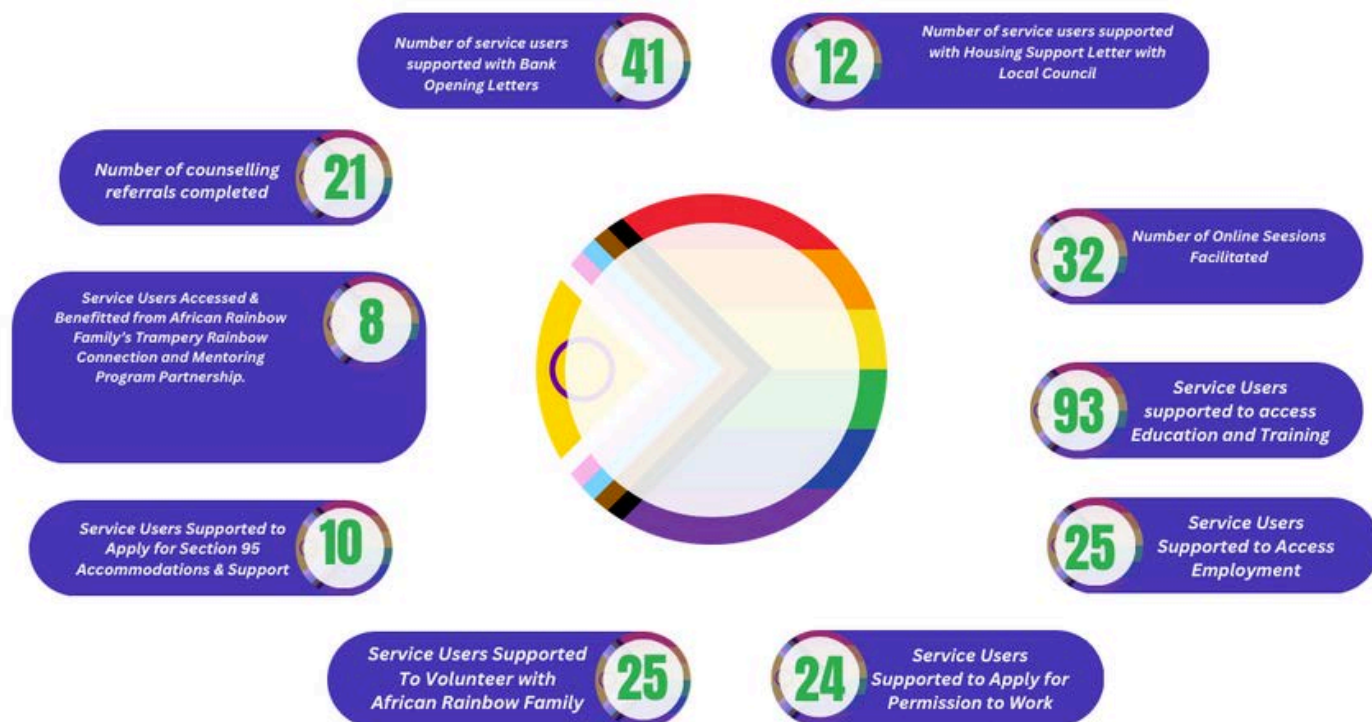 Number of service users
supported with Bank
Opening Letters
41
12
Number of service users supported
with Housing Support Letter with
Local Council
Number of counselling
referrals completed
21
32
Number of Online Seesions
Facilitated
Service Users Accessed &
Benefitted from African Rainbow
Family's Trampery Rainbow
Connection and Mentoring
Program Partnership.
8
93
Service Users
supported to access
Education and Training
Service Users Supported to
Apply for Section 95
Accommodations & Support
10
25
Service Users
Supported to Access
Employment
Service Users Supported
To Volunteer with
African Rainbow Family
25
24
Service Users
Supported to Apply for
Permission to Work